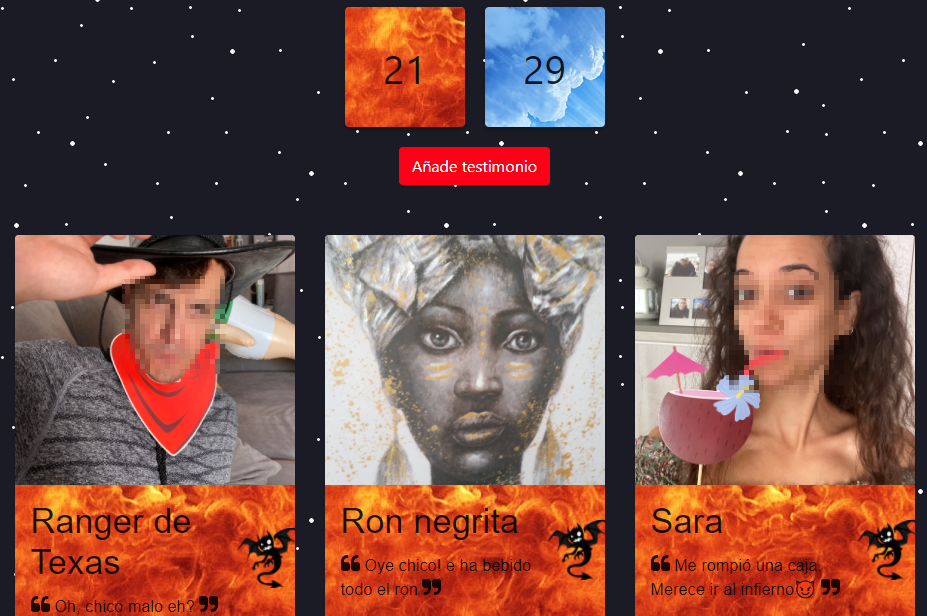 21
29
Añade testimonio
Ranger de
Texas
❝ Oh, chico malo eh? ❞
Ron negrita
❝ Oye chico! e ha bebido
todo el ron ❞
Sara
❝ Me rompió una caja.
Merece ir al infierno😈 ❞